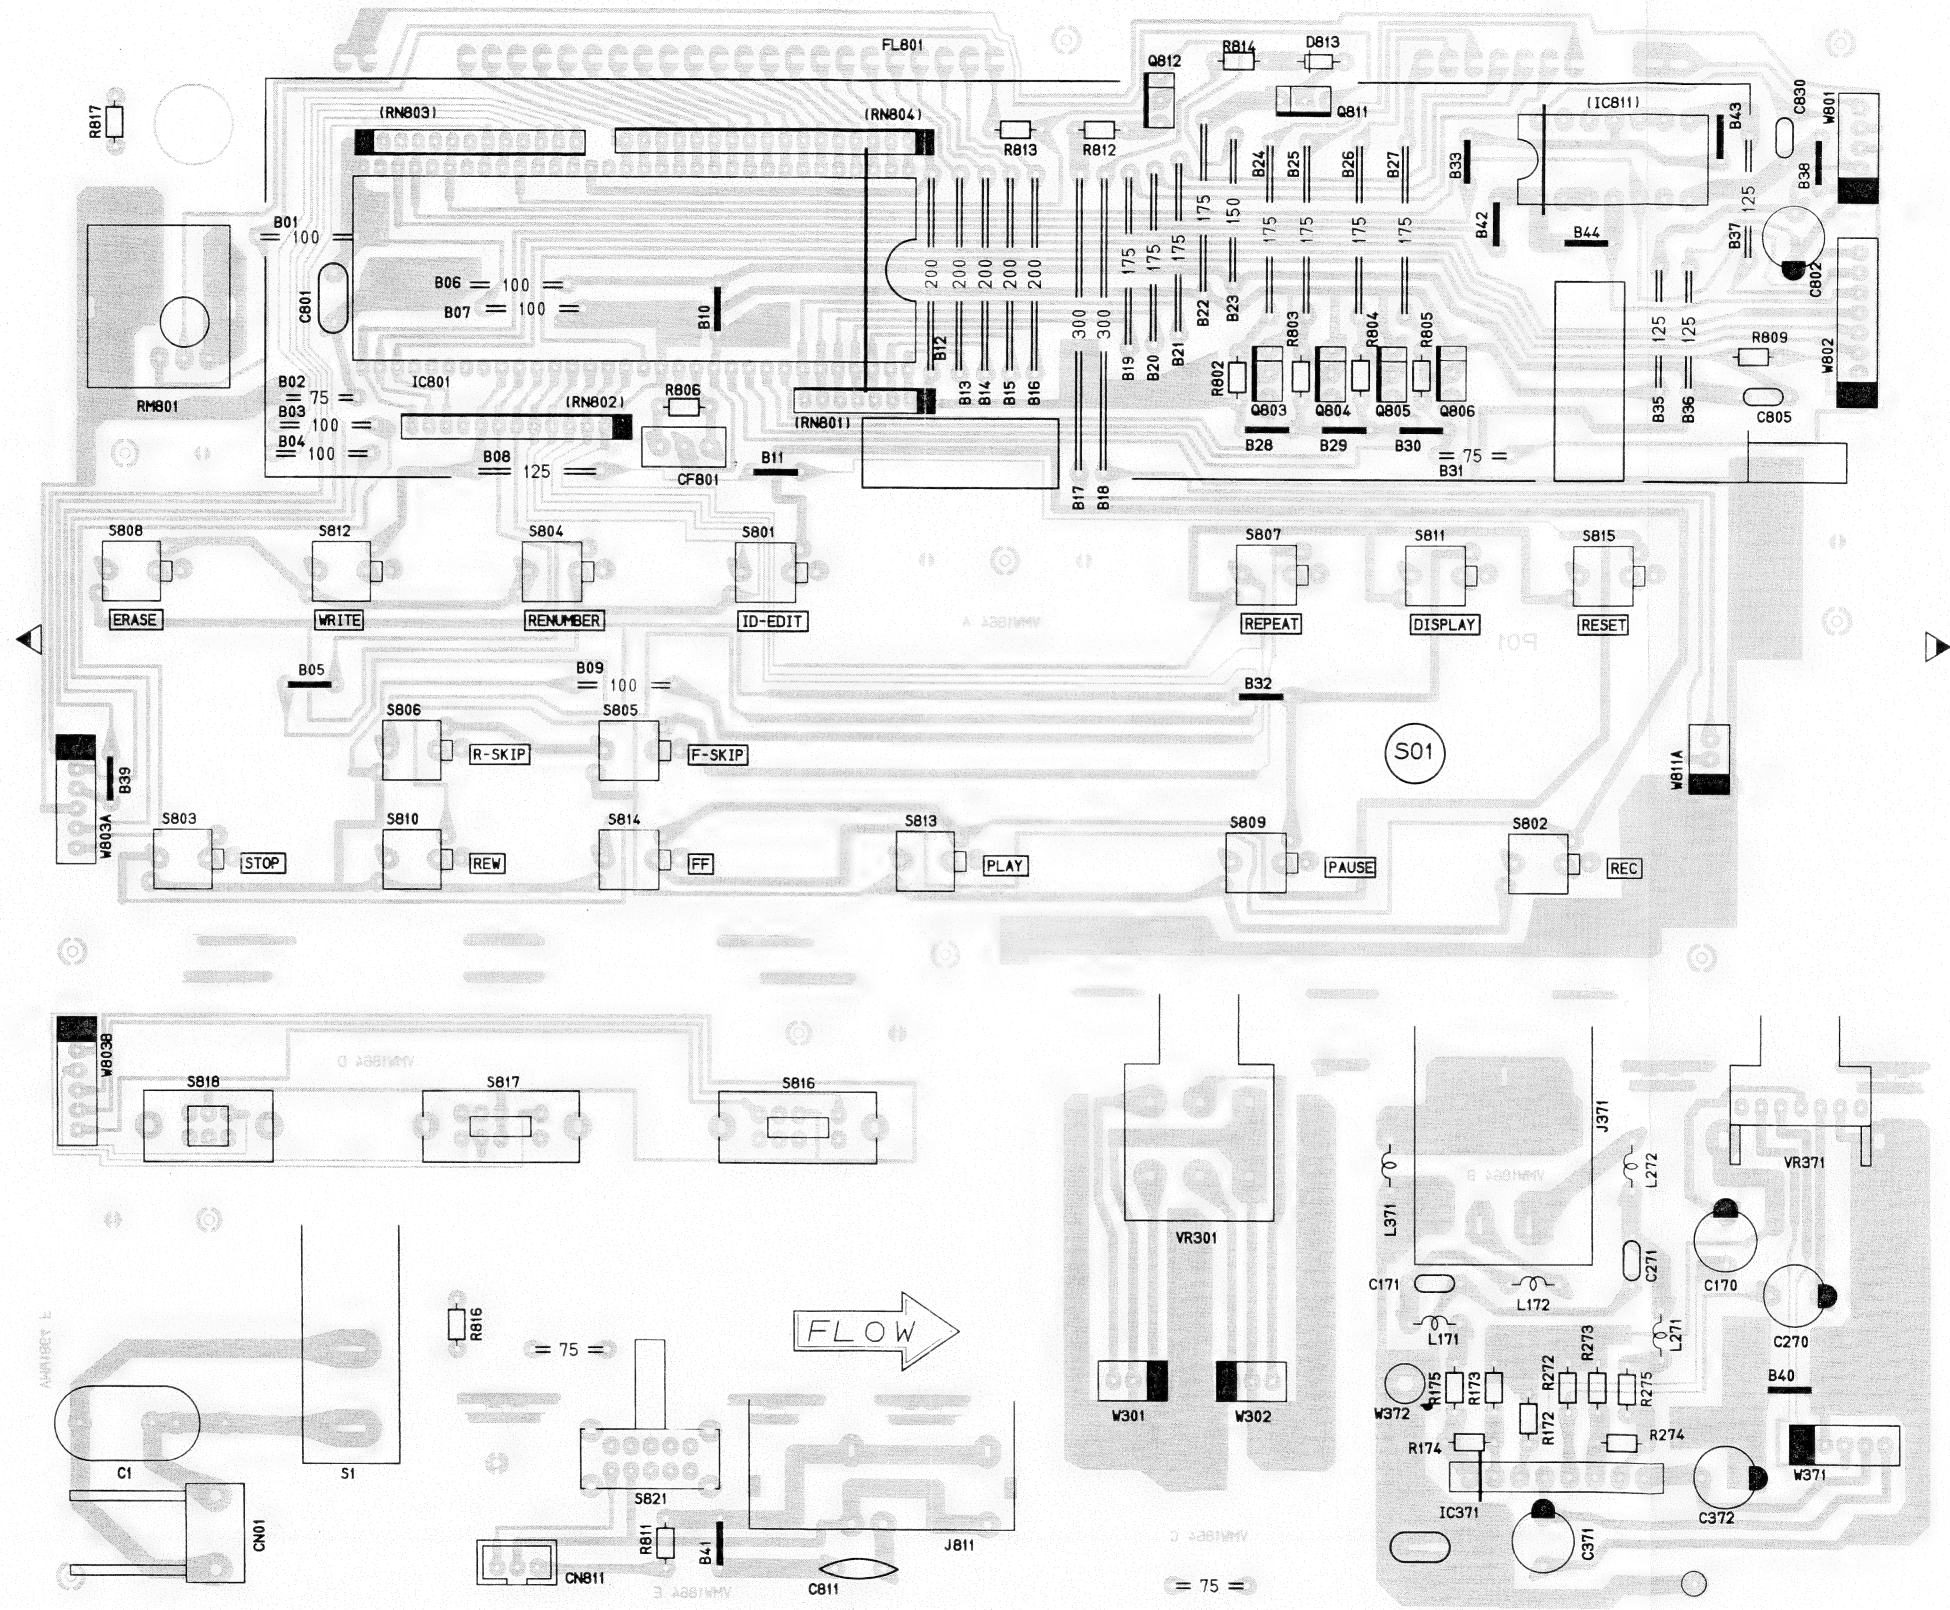 FL801
Q812
R814
D813
R817
(RN803)
(RN804)
R813
R812
Q811
(IC811)
B43
C830
W801
B24
B25
B26
B27
B33
B38
B01
100
175
150
175
175
175
175
B42
B44
B37
125
C801
B06
100
B07
100
B10
200
200
200
200
200
300
300
175
175
175
B22
B23
R803
R804
R805
125
125
C802
R809
W802
B12
B19
B20
B21
RM801
IC801
B02
75
B03
100
B04
100
(RN802)
R806
(RN801)
B13
B14
B15
B16
R802
Q803
Q804
Q805
Q806
B35
B36
C805
B28
B29
B30
B08
125
CF801
B11
B17
B18
75
B31
S808
S812
S804
S801
S807
S811
S815
ERASE
WRITE
RENUMBER
ID-EDIT
REPEAT
DISPLAY
RESET
VMW1864 A
P01
B05
B09
100
B32
S806
S805
R-SKIP
F-SKIP
S01
W811A
B39
W803A
S803
S810
S814
S813
S809
S802
STOP
REW
FF
PLAY
PAUSE
REC
W803B
VMW1864 D
S818
S817
S816
J371
VR371
L371
VMW1864 B
L272
VR301
C171
L172
C271
C170
L171
L271
C270
VMW1864 F
R816
75
FLOW
R273
R272
R275
R175
R173
B40
W372
W301
W302
R172
R174
R274
W371
C1
S1
S821
IC371
C372
CN01
R811
B41
J811
C371
VMW1864 C
CN811
C811
VMW1864 E
75